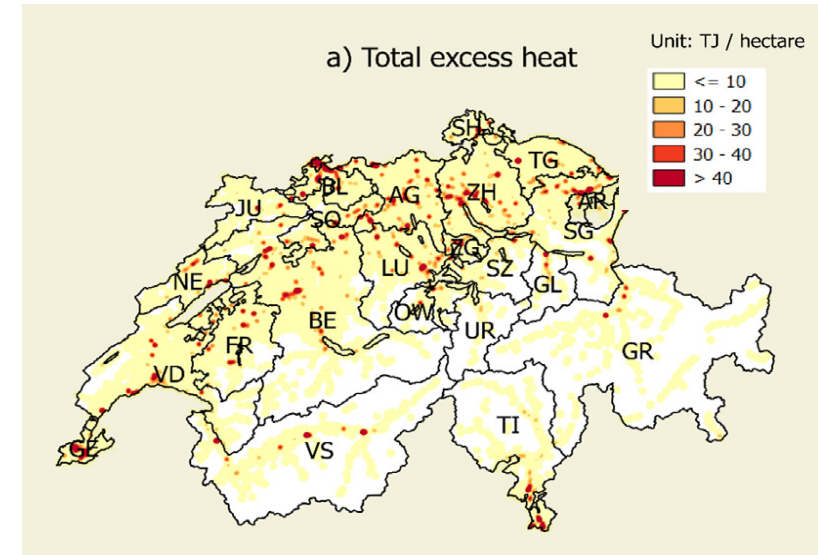 Unit: TJ / hectare
a) Total excess heat
<= 10
10 - 20
20 - 30
30 - 40
> 40
SH
TG
BL
AG
ZH
AR
JU
SO
SG
ZG
LU
SZ
NE
GL
OW
BE
UR
FR
GR
VD
TI
GE
VS